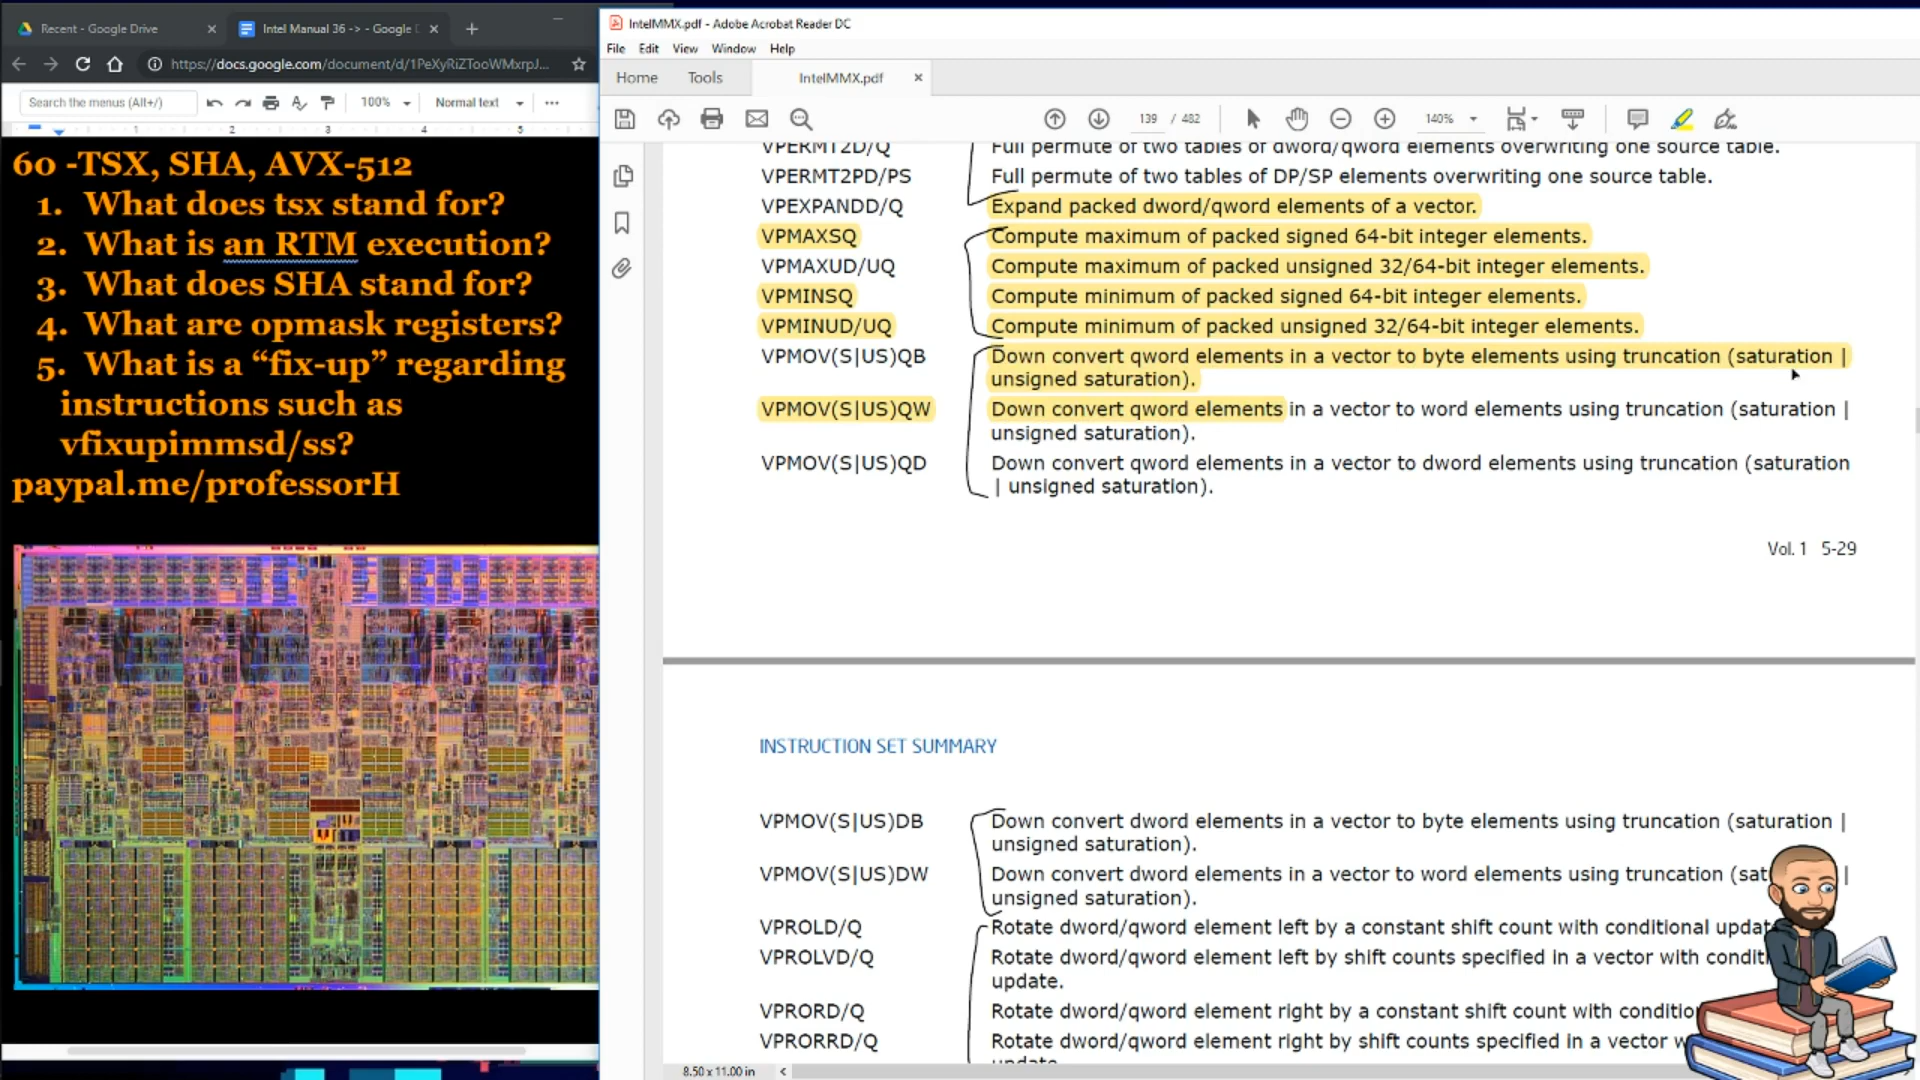 Recent - Google Drive
Intel Manual 36 -> - Google D
https://docs.google.com/document/d/1PeXyRiZTooWMxrpJ...
Search the menus (Alt+/)
100%
Normal text
1 2 3 4 5
60 -TSX, SHA, AVX-512
1. What does tsx stand for?
2. What is an RTM execution?
3. What does SHA stand for?
4. What are opmask registers?
5. What is a “fix-up” regarding
instructions such as
vfixupimmsd/ss?
paypal.me/professorH
IntelMMX.pdf - Adobe Acrobat Reader DC
File Edit View Window Help
Home Tools IntelMMX.pdf
139 / 482 140%
VPERMT2D/Q Full permute of two tables of dword/qword elements overwriting one source table.
VPERMT2PD/PS Full permute of two tables of DP/SP elements overwriting one source table.
VPEXPANDD/Q Expand packed dword/qword elements of a vector.
VPMAXSQ Compute maximum of packed signed 64-bit integer elements.
VPMAXUD/UQ Compute maximum of packed unsigned 32/64-bit integer elements.
VPMINSQ Compute minimum of packed signed 64-bit integer elements.
VPMINUD/UQ Compute minimum of packed unsigned 32/64-bit integer elements.
VPMOV(S|US)QB Down convert qword elements in a vector to byte elements using truncation (saturation |
unsigned saturation).
VPMOV(S|US)QW Down convert qword elements in a vector to word elements using truncation (saturation |
unsigned saturation).
VPMOV(S|US)QD Down convert qword elements in a vector to dword elements using truncation (saturation
| unsigned saturation).
Vol. 1 5-29
INSTRUCTION SET SUMMARY
VPMOV(S|US)DB Down convert dword elements in a vector to byte elements using truncation (saturation |
unsigned saturation).
VPMOV(S|US)DW Down convert dword elements in a vector to word elements using truncation (sat |
unsigned saturation).
VPROLD/Q Rotate dword/qword element left by a constant shift count with conditional updat
VPROLVD/Q Rotate dword/qword element left by shift counts specified in a vector with condit
update.
VPRORD/Q Rotate dword/qword element right by a constant shift count with conditio
VPRORRD/Q Rotate dword/qword element right by shift counts specified in a vector w
update
8.50 x 11.00 in